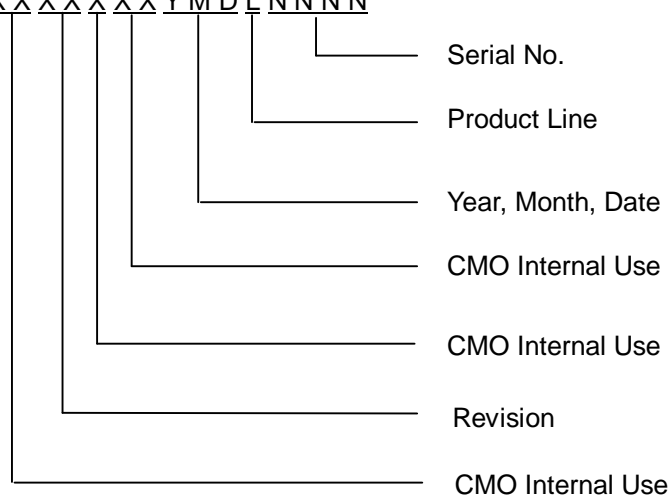 X X X X X X X Y M D L N N N N
Serial No.
Product Line
Year, Month, Date
CMO Internal Use
CMO Internal Use
Revision
CMO Internal Use